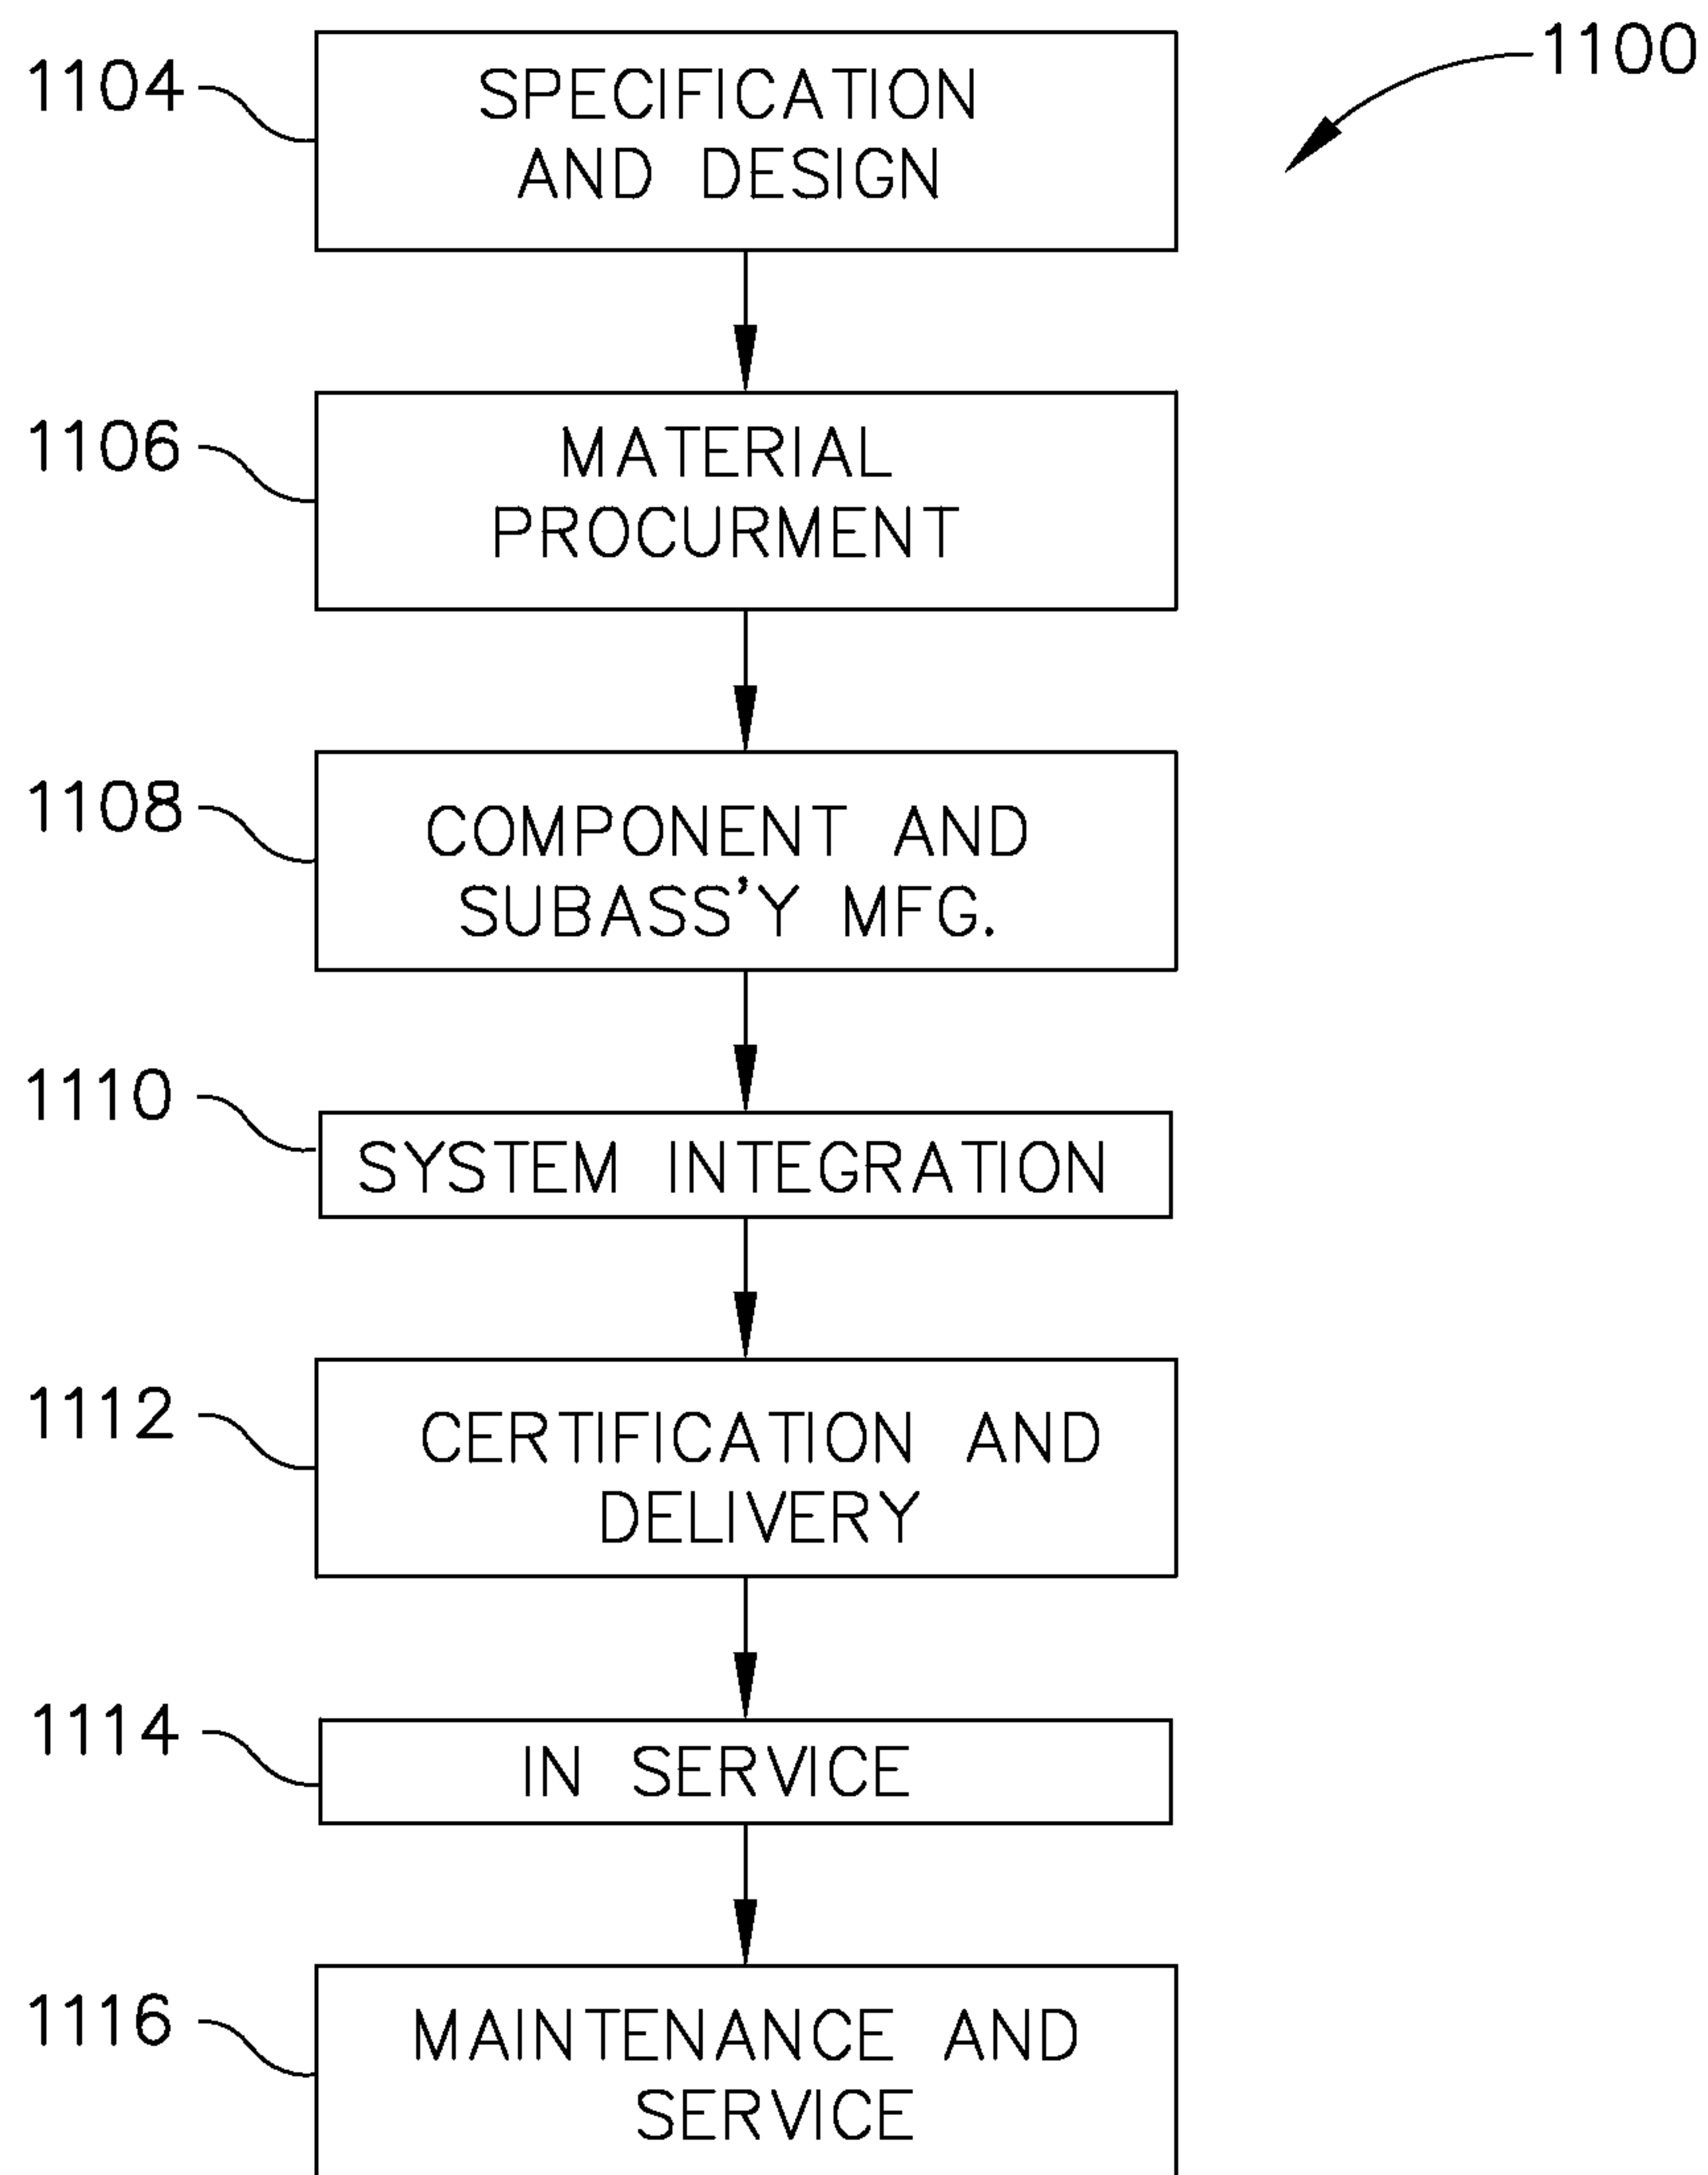 1100
1104
SPECIFICATION
AND DESIGN
1106
MATERIAL
PROCURMENT
1108
COMPONENT AND
SUBASS'Y MFG.
1110
SYSTEM INTEGRATION
1112
CERTIFICATION AND
DELIVERY
1114
IN SERVICE
1116
MAINTENANCE AND
SERVICE